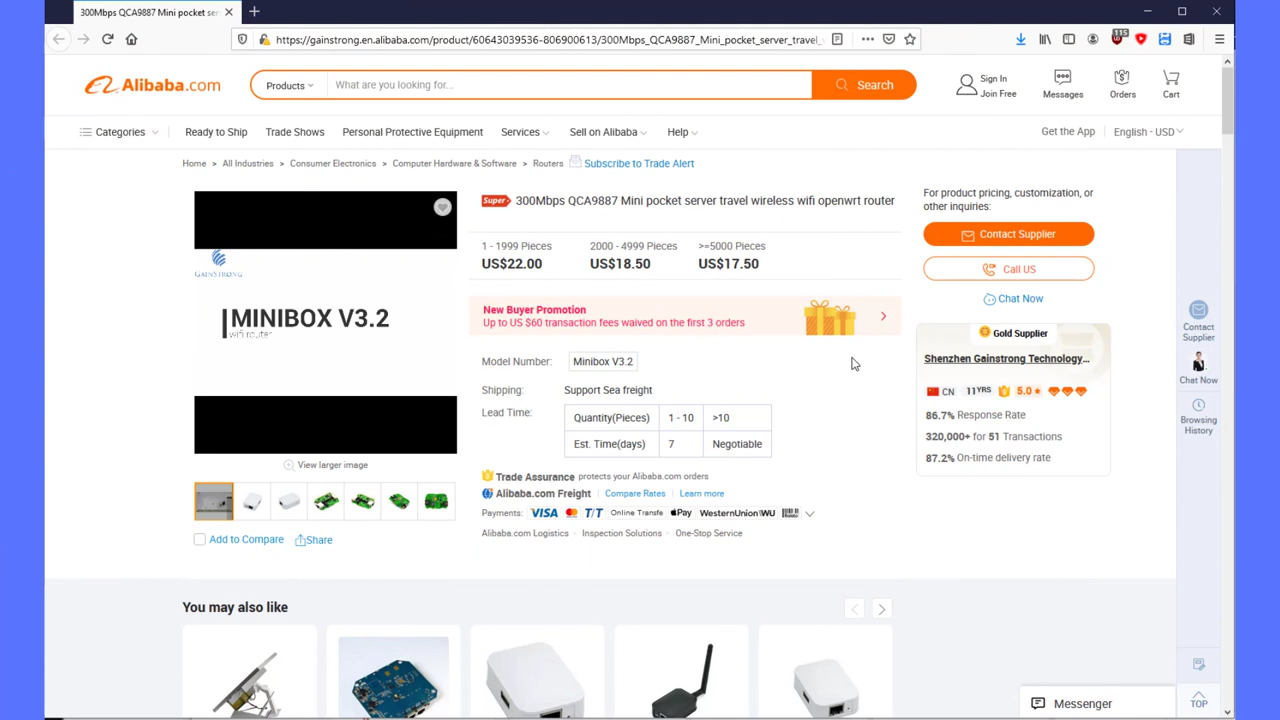 300Mbps QCA9887 Mini pocket ser
115
https://gainstrong.en.alibaba.com/product/60643039536-806900613/300Mbps_QCA9887_Mini_pocket_server_travel_
Alibaba.com
Products
What are you looking for...
Search
Sign In
Join Free
Messages
Orders
Cart
Categories
Ready to Ship
Trade Shows
Personal Protective Equipment
Services
Sell on Alibaba
Help
Get the App
English - USD
Home > All Industries > Consumer Electronics > Computer Hardware & Software > Routers
Subscribe to Trade Alert
Super 300Mbps QCA9887 Mini pocket server travel wireless wifi openwrt router
1 - 1999 Pieces
2000 - 4999 Pieces
>=5000 Pieces
US$22.00
US$18.50
US$17.50
GAINSTRONG
MINIBOX V3.2
wifi router
New Buyer Promotion
Up to US $60 transaction fees waived on the first 3 orders
Model Number:
Minibox V3.2
Shipping:
Support Sea freight
Lead Time:
Quantity(Pieces)
1 - 10
>10
Est. Time(days)
7
Negotiable
View larger image
Add to Compare
Share
Trade Assurance protects your Alibaba.com orders
Alibaba.com Freight
Compare Rates
Learn more
Payments:
VISA
T/T
Online Transfe
Pay
WesternUnion WU
Alibaba.com Logistics · Inspection Solutions · One-Stop Service
For product pricing, customization, or
other inquiries:
Contact Supplier
Call US
Chat Now
Gold Supplier
Shenzhen Gainstrong Technology...
CN
11YRS
5.0
86.7% Response Rate
320,000+ for 51 Transactions
87.2% On-time delivery rate
Contact
Supplier
Chat Now
Browsing
History
You may also like
Messenger
TOP